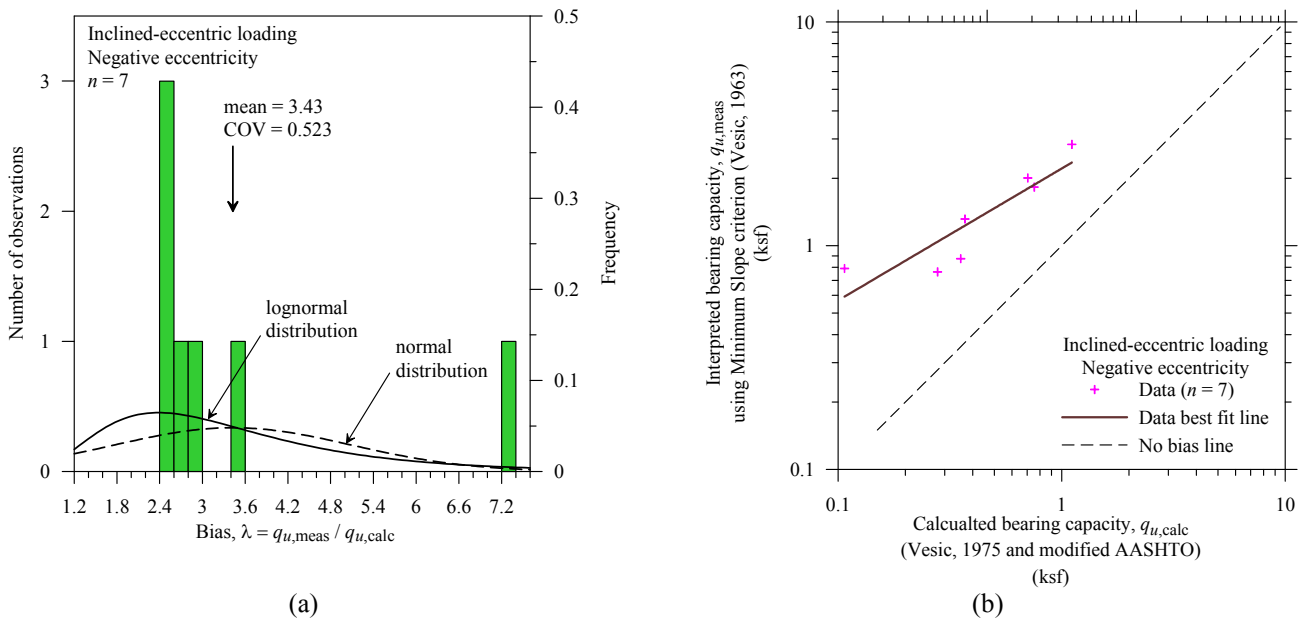 Inclined-eccentric loading
Negative eccentricity
n = 7
mean = 3.43
COV = 0.523
lognormal
distribution
normal
distribution
Number of observations
0
1
2
3
Frequency
0
0.1
0.2
0.3
0.4
0.5
1.2 1.8 2.4 3 3.6 4.2 4.8 5.4 6 6.6 7.2
Bias, λ = qu,meas / qu,calc
(a)
Interpreted bearing capacity, qu,meas
using Minimum Slope criterion (Vesic, 1963)
(ksf)
10
1
0.1
Inclined-eccentric loading
Negative eccentricity
Data (n = 7)
Data best fit line
No bias line
0.1 1 10
Calcualted bearing capacity, qu,calc
(Vesic, 1975 and modified AASHTO)
(ksf)
(b)